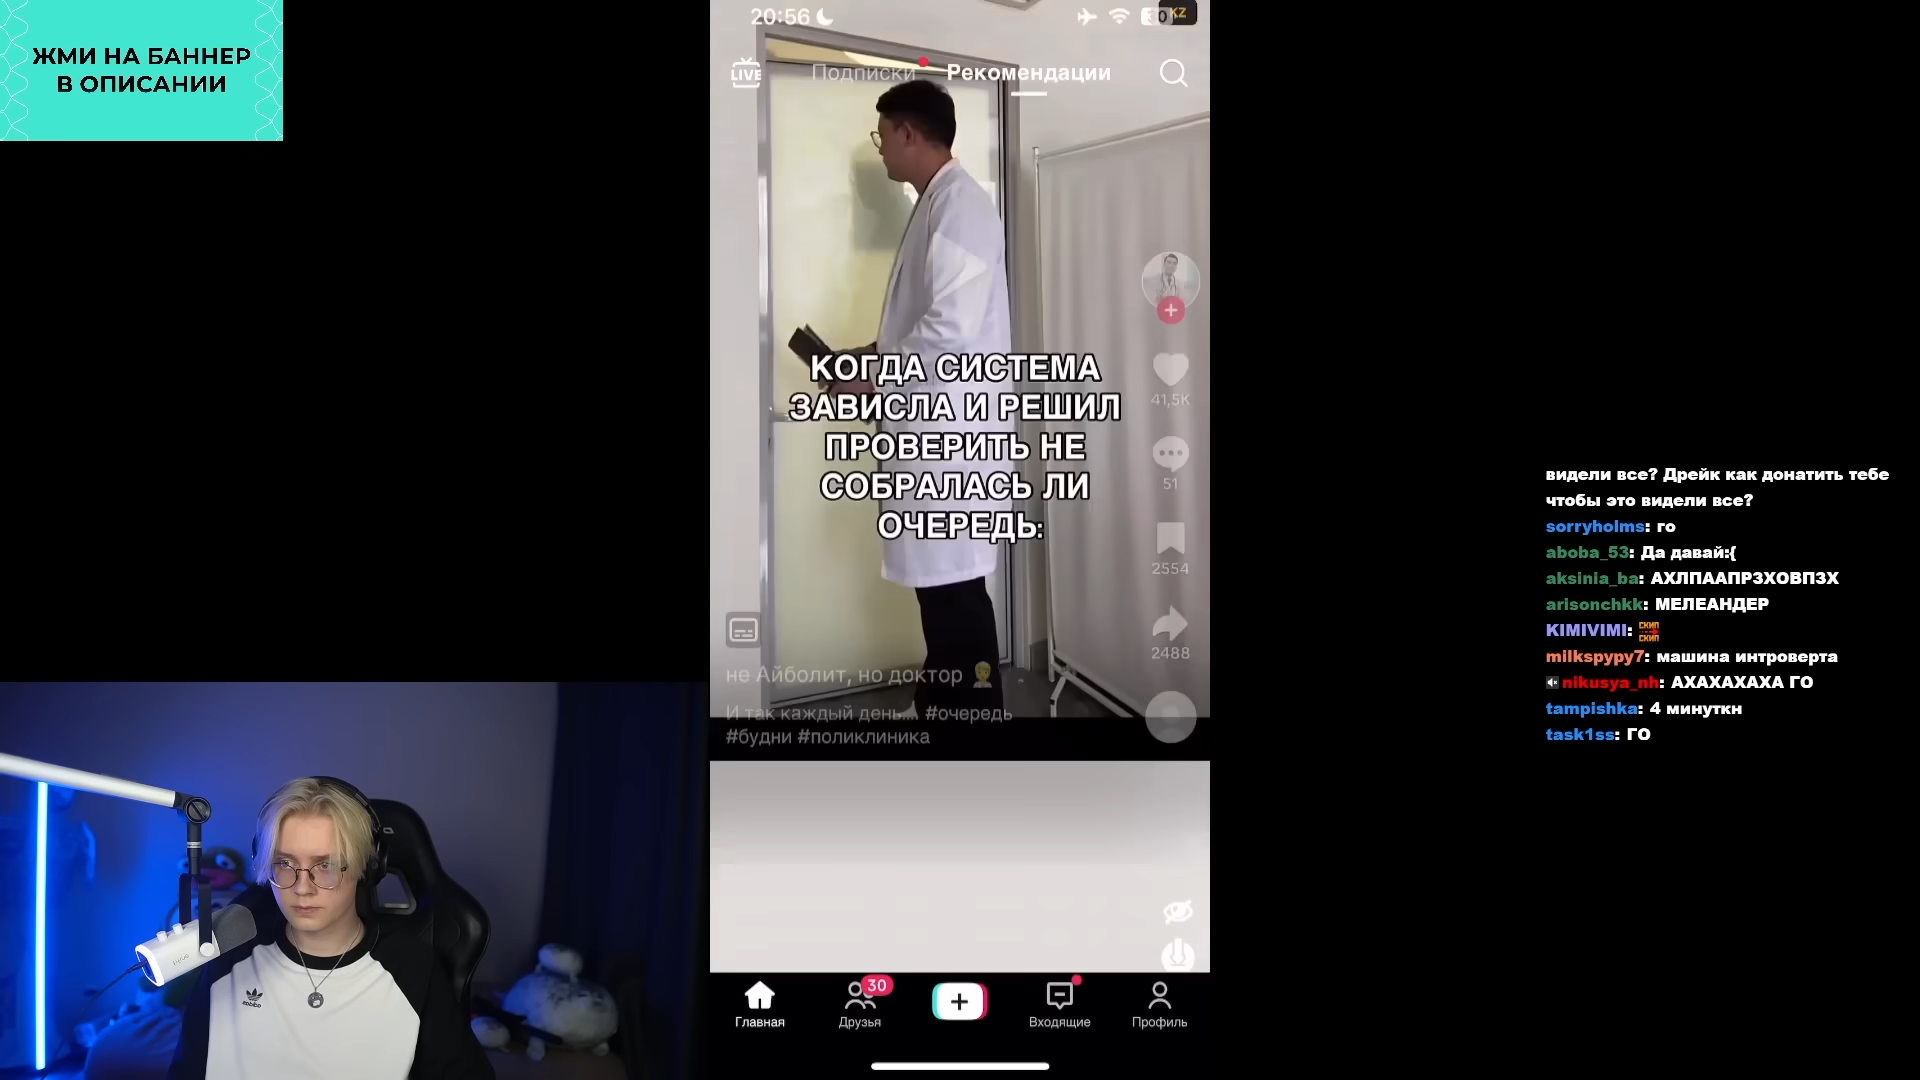 ЖМИ НА БАННЕР
В ОПИСАНИИ
20:56
KZ
LIVE
Подписки
Рекомендации
КОГДА СИСТЕМА
ЗАВИСЛА И РЕШИЛ
ПРОВЕРИТЬ НЕ
СОБРАЛАСЬ ЛИ
ОЧЕРЕДЬ:
41,5K
51
2554
2488
не Айболит, но доктор
И так каждый день.... #очередь
#будни #поликлиника
30
Главная
Друзья
Входящие
Профиль
видели все? Дрейк как донатить тебе
чтобы это видели все?
sorryholms: го
aboba_53: Да давай:{
aksinia_ba: АХЛПААПРЗХОВПЗХ
arisonchkk: МЕЛЕАНДЕР
KIMIVIMI: СКИП СКИП
milkspypy7: машина интроверта
nikusya_nh: АХАХАХАХА ГО
tampishka: 4 минуткн
task1ss: ГО